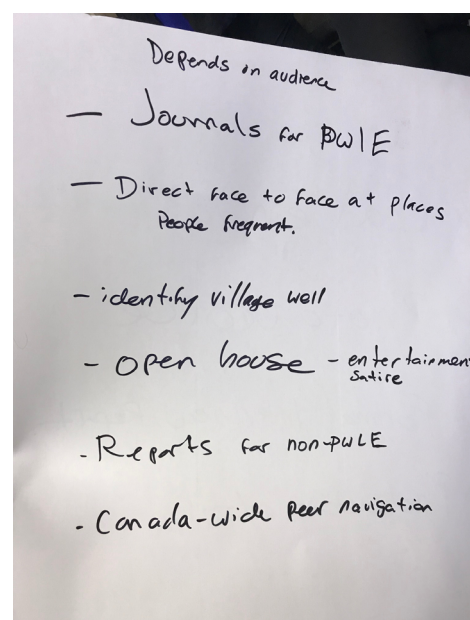 Depends on audience
— Journals for PWLE
— Direct face to face at places
People frequent.
- identify village well
- open house - entertainmen
satire
- Reports for non-PWLE
- Canada-wide peer navigation